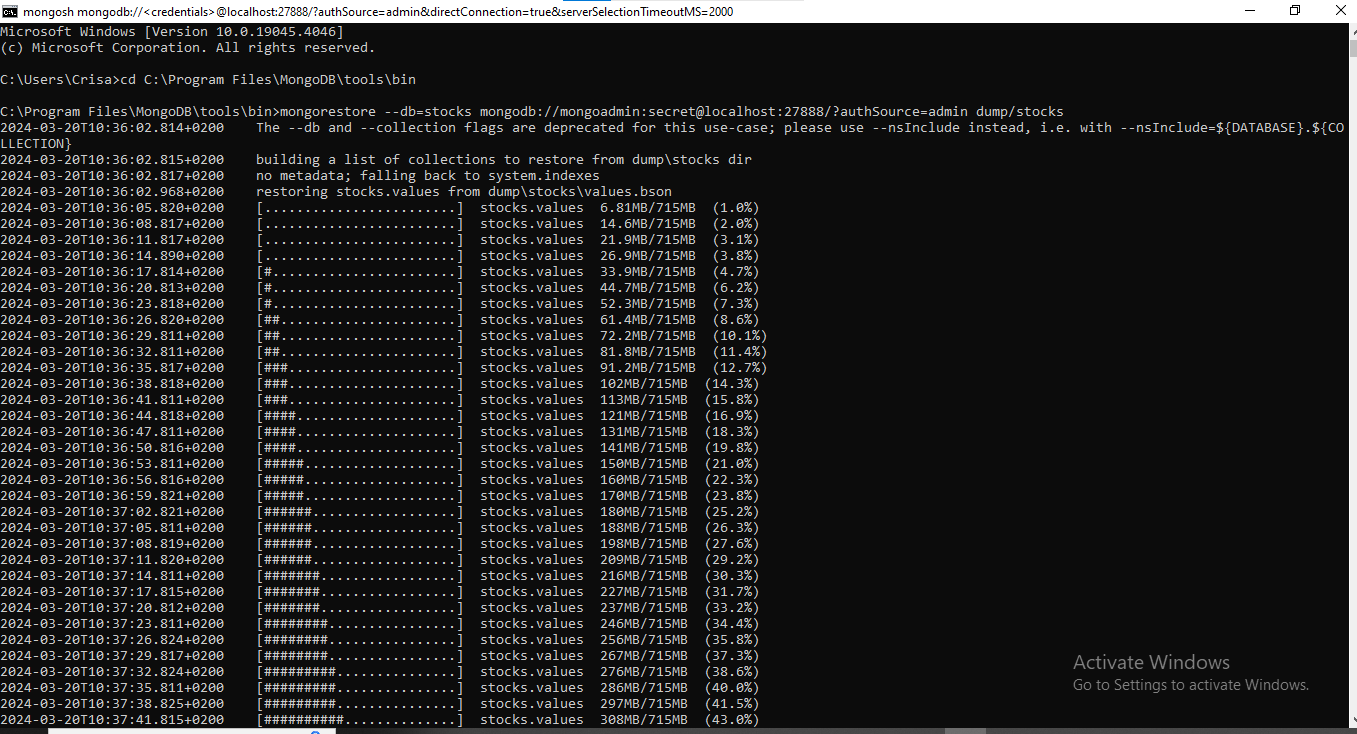 mongosh mongodb://<credentials>@localhost:27888/?authSource=admin&directConnection=true&serverSelectionTimeoutMS=2000
Microsoft Windows [Version 10.0.19045.4046]
(c) Microsoft Corporation. All rights reserved.
C:\Users\Crisa>cd C:\Program Files\MongoDB\tools\bin
C:\Program Files\MongoDB\tools\bin>mongorestore --db=stocks mongodb://mongoadmin:secret@localhost:27888/?authSource=admin dump/stocks
2024-03-20T10:36:02.814+0200    The --db and --collection flags are deprecated for this use-case; please use --nsInclude instead, i.e. with --nsInclude=${DATABASE}.${CO
LLECTION}
2024-03-20T10:36:02.815+0200    building a list of collections to restore from dump\stocks dir
2024-03-20T10:36:02.817+0200    no metadata; falling back to system.indexes
2024-03-20T10:36:02.968+0200    restoring stocks.values from dump\stocks\values.bson
2024-03-20T10:36:05.820+0200    [........................]  stocks.values  6.81MB/715MB  (1.0%)
2024-03-20T10:36:08.817+0200    [........................]  stocks.values  14.6MB/715MB  (2.0%)
2024-03-20T10:36:11.817+0200    [........................]  stocks.values  21.9MB/715MB  (3.1%)
2024-03-20T10:36:14.890+0200    [........................]  stocks.values  26.9MB/715MB  (3.8%)
2024-03-20T10:36:17.814+0200    [#.......................]  stocks.values  33.9MB/715MB  (4.7%)
2024-03-20T10:36:20.813+0200    [#.......................]  stocks.values  44.7MB/715MB  (6.2%)
2024-03-20T10:36:23.818+0200    [#.......................]  stocks.values  52.3MB/715MB  (7.3%)
2024-03-20T10:36:26.820+0200    [##......................]  stocks.values  61.4MB/715MB  (8.6%)
2024-03-20T10:36:29.811+0200    [##......................]  stocks.values  72.2MB/715MB  (10.1%)
2024-03-20T10:36:32.811+0200    [##......................]  stocks.values  81.8MB/715MB  (11.4%)
2024-03-20T10:36:35.817+0200    [###.....................]  stocks.values  91.2MB/715MB  (12.7%)
2024-03-20T10:36:38.818+0200    [###.....................]  stocks.values  102MB/715MB  (14.3%)
2024-03-20T10:36:41.811+0200    [###.....................]  stocks.values  113MB/715MB  (15.8%)
2024-03-20T10:36:44.818+0200    [####....................]  stocks.values  121MB/715MB  (16.9%)
2024-03-20T10:36:47.811+0200    [####....................]  stocks.values  131MB/715MB  (18.3%)
2024-03-20T10:36:50.816+0200    [####....................]  stocks.values  141MB/715MB  (19.8%)
2024-03-20T10:36:53.811+0200    [#####...................]  stocks.values  150MB/715MB  (21.0%)
2024-03-20T10:36:56.816+0200    [#####...................]  stocks.values  160MB/715MB  (22.3%)
2024-03-20T10:36:59.821+0200    [#####...................]  stocks.values  170MB/715MB  (23.8%)
2024-03-20T10:37:02.821+0200    [######..................]  stocks.values  180MB/715MB  (25.2%)
2024-03-20T10:37:05.811+0200    [######..................]  stocks.values  188MB/715MB  (26.3%)
2024-03-20T10:37:08.819+0200    [######..................]  stocks.values  198MB/715MB  (27.6%)
2024-03-20T10:37:11.820+0200    [######..................]  stocks.values  209MB/715MB  (29.2%)
2024-03-20T10:37:14.811+0200    [#######.................]  stocks.values  216MB/715MB  (30.3%)
2024-03-20T10:37:17.815+0200    [#######.................]  stocks.values  227MB/715MB  (31.7%)
2024-03-20T10:37:20.812+0200    [#######.................]  stocks.values  237MB/715MB  (33.2%)
2024-03-20T10:37:23.811+0200    [########................]  stocks.values  246MB/715MB  (34.4%)
2024-03-20T10:37:26.824+0200    [########................]  stocks.values  256MB/715MB  (35.8%)
2024-03-20T10:37:29.817+0200    [########................]  stocks.values  267MB/715MB  (37.3%)
2024-03-20T10:37:32.824+0200    [#########...............]  stocks.values  276MB/715MB  (38.6%)
2024-03-20T10:37:35.811+0200    [#########...............]  stocks.values  286MB/715MB  (40.0%)
2024-03-20T10:37:38.825+0200    [#########...............]  stocks.values  297MB/715MB  (41.5%)
2024-03-20T10:37:41.815+0200    [##########..............]  stocks.values  308MB/715MB  (43.0%)
Activate Windows
Go to Settings to activate Windows.